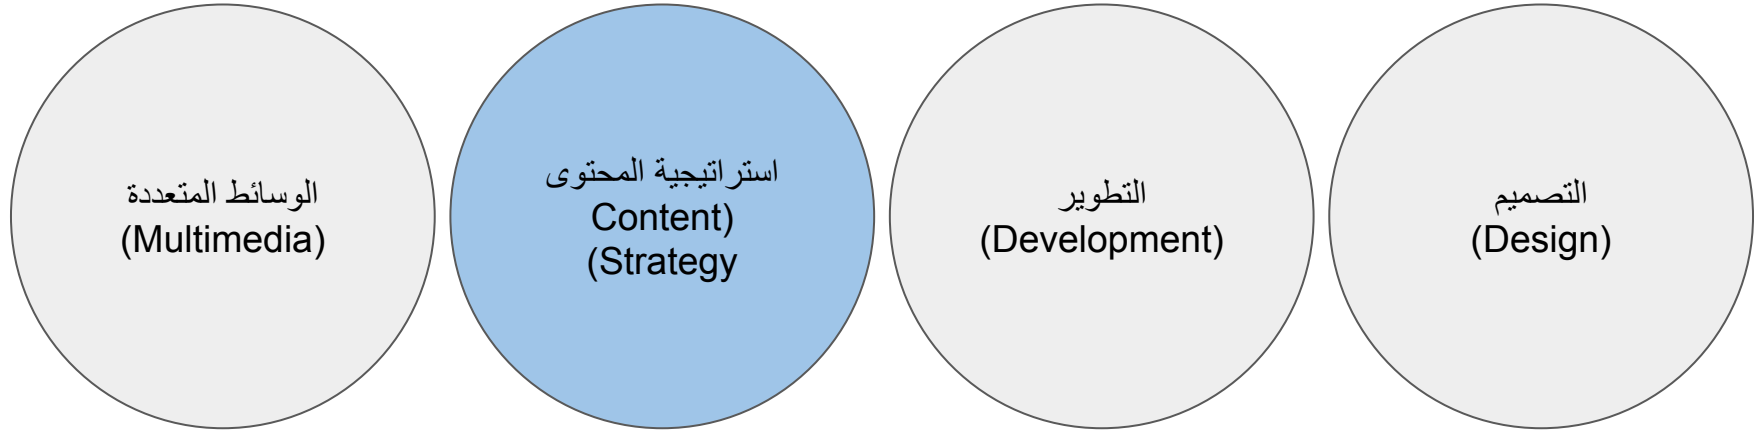 التصميم
(Design)
التطوير
(Development)
استراتيجية المحتوى
Content)
(Strategy
الوسائط المتعددة
(Multimedia)